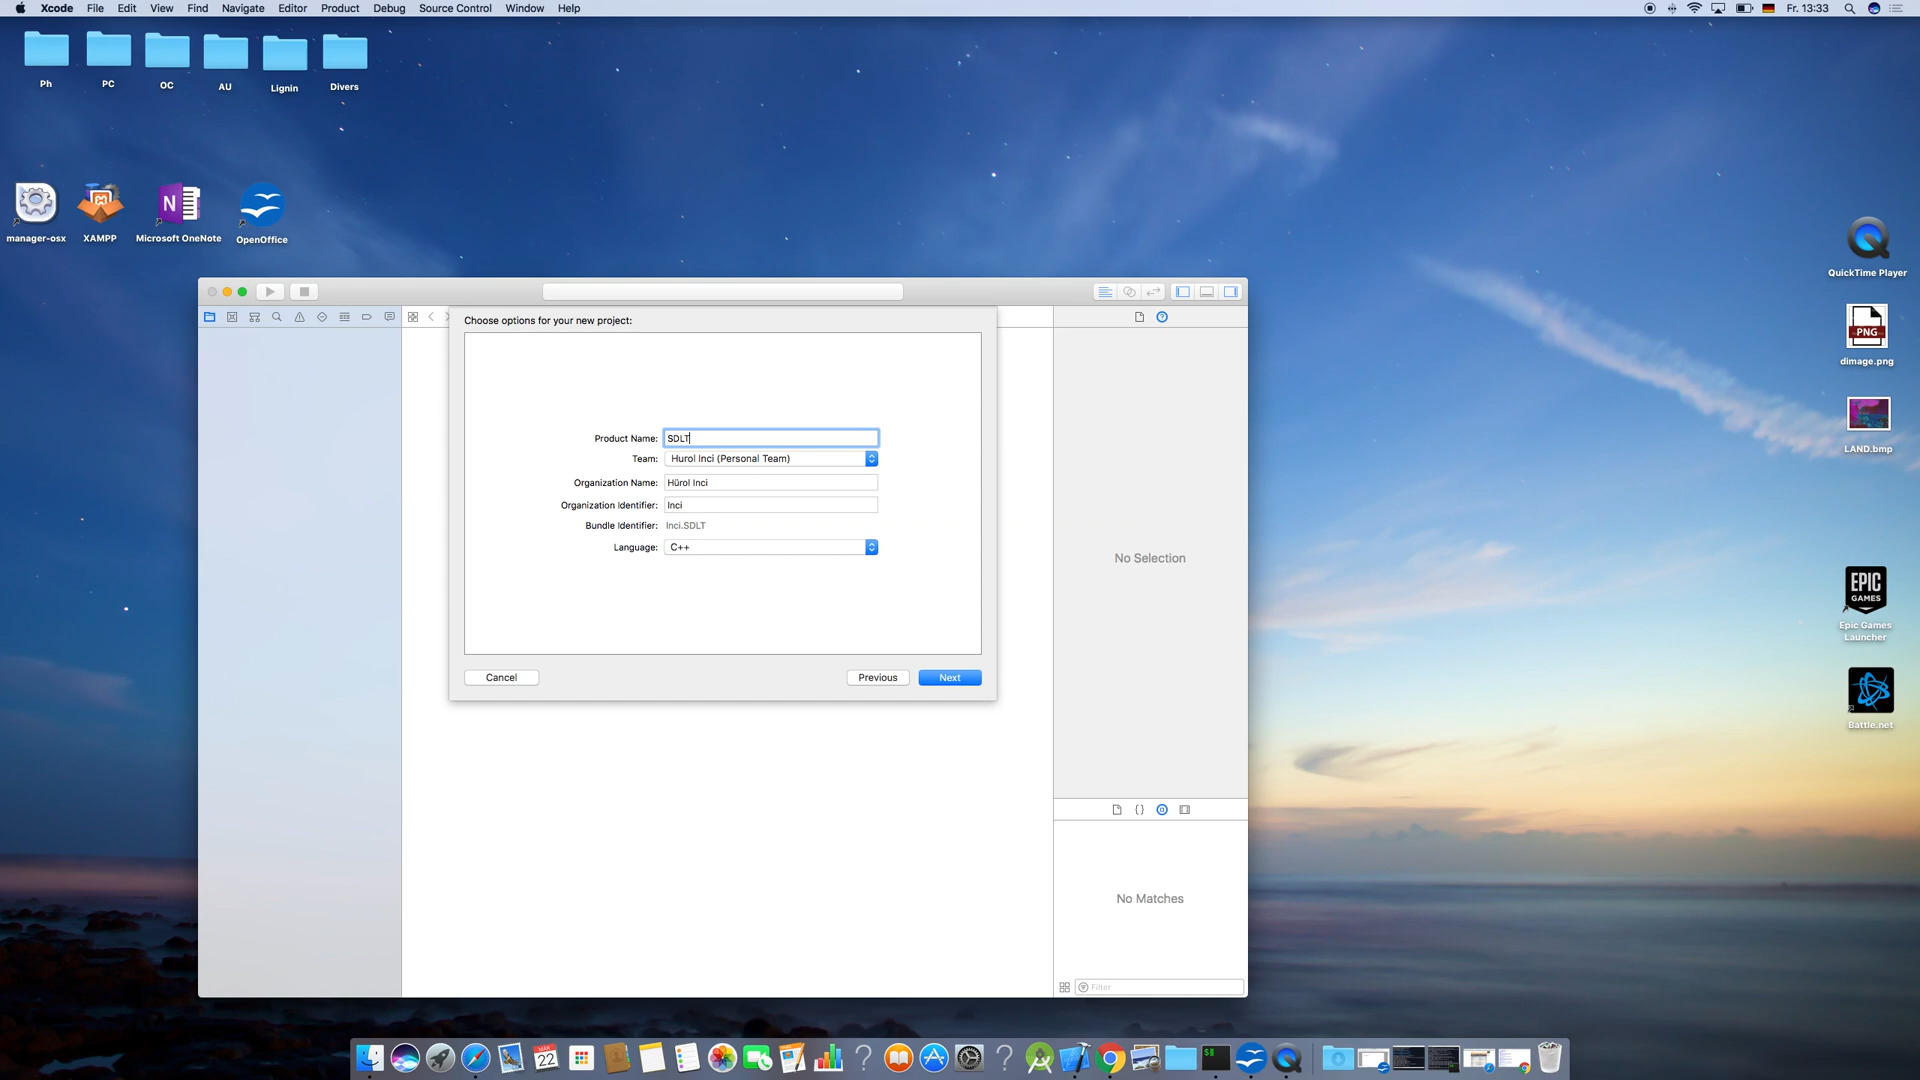 Xcode File Edit View Find Navigate Editor Product Debug Source Control Window Help Fr. 13:33
Ph PC OC AU Lignin Divers
manager-osx XAMPP Microsoft OneNote OpenOffice
QuickTime Player
PNG
dimage.png
LAND.bmp
EPIC
GAMES
Epic Games
Launcher
Battle.net
Choose options for your new project:
Product Name: SDLT
Team: Hurol Inci (Personal Team)
Organization Name: Hürol Inci
Organization Identifier: Inci
Bundle Identifier: Inci.SDLT
Language: C++
Cancel Previous Next
No Selection
No Matches
Filter
22